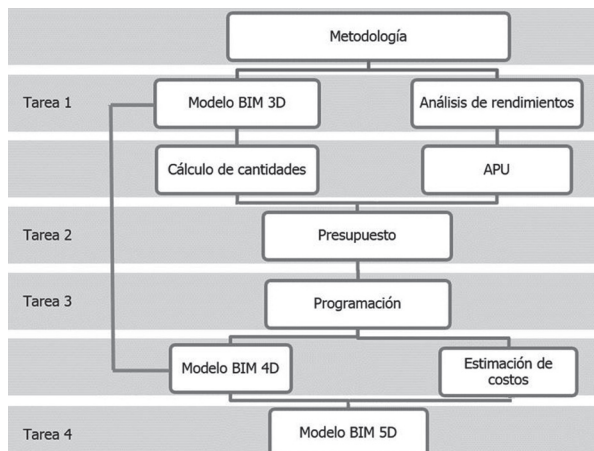 Metodología
Tarea 1
Modelo BIM 3D
Análisis de rendimientos
Cálculo de cantidades
APU
Tarea 2
Presupuesto
Tarea 3
Programación
Modelo BIM 4D
Estimación de
costos
Tarea 4
Modelo BIM 5D